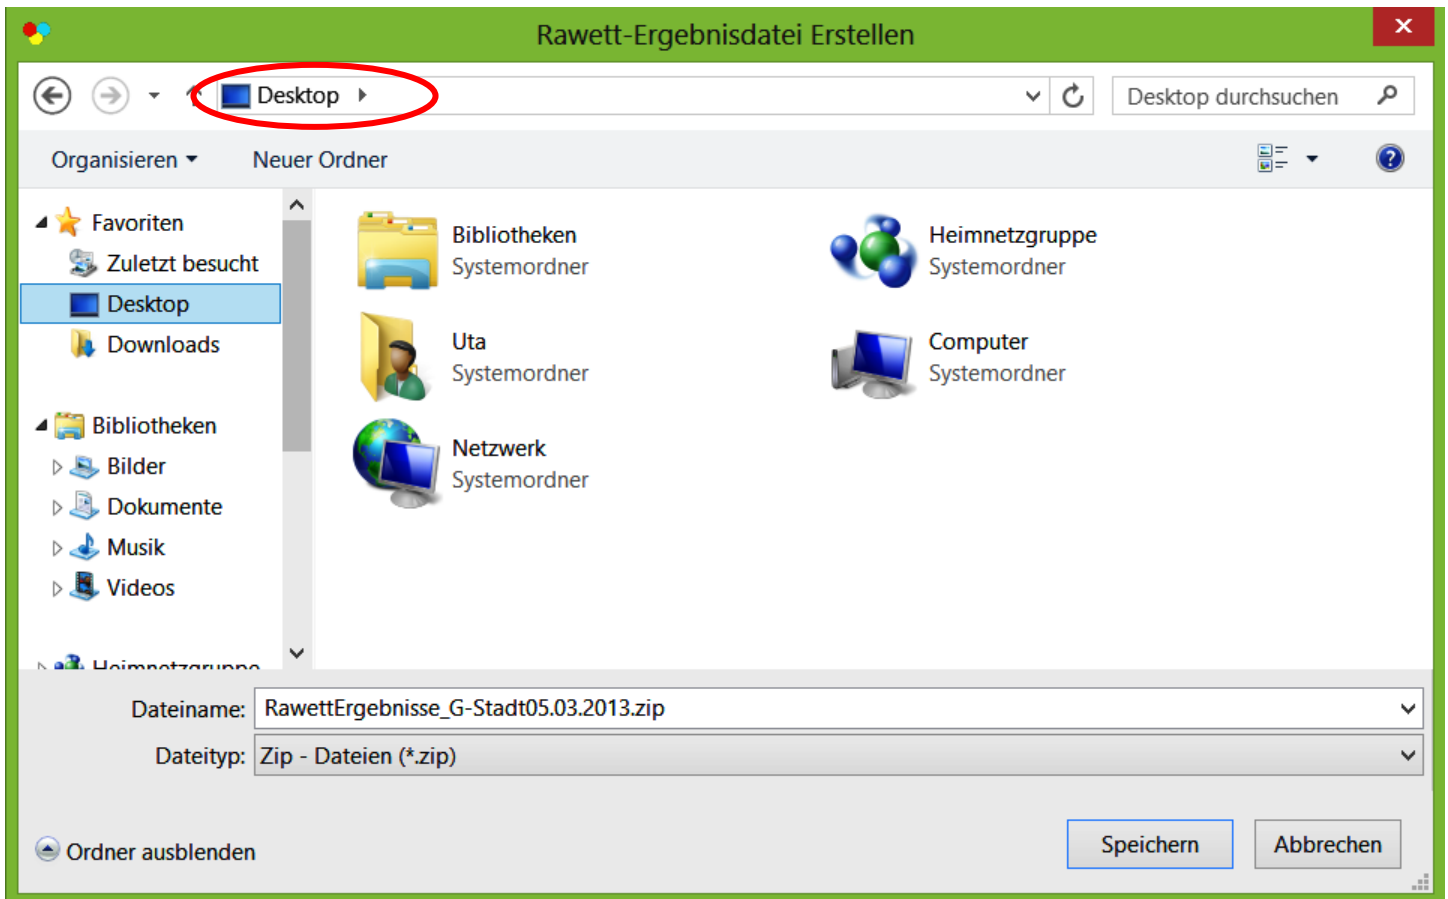 Rawett-Ergebnisdatei Erstellen
Desktop
Desktop durchsuchen
Organisieren
Neuer Ordner
Favoriten
Zuletzt besucht
Desktop
Downloads
Bibliotheken
Bilder
Dokumente
Musik
Videos
Heimnetzgruppe
Bibliotheken
Systemordner
Heimnetzgruppe
Systemordner
Uta
Systemordner
Computer
Systemordner
Netzwerk
Systemordner
Dateiname: RawettErgebnisse_G-Stadt05.03.2013.zip
Dateityp: Zip - Dateien (*.zip)
Ordner ausblenden
Speichern
Abbrechen